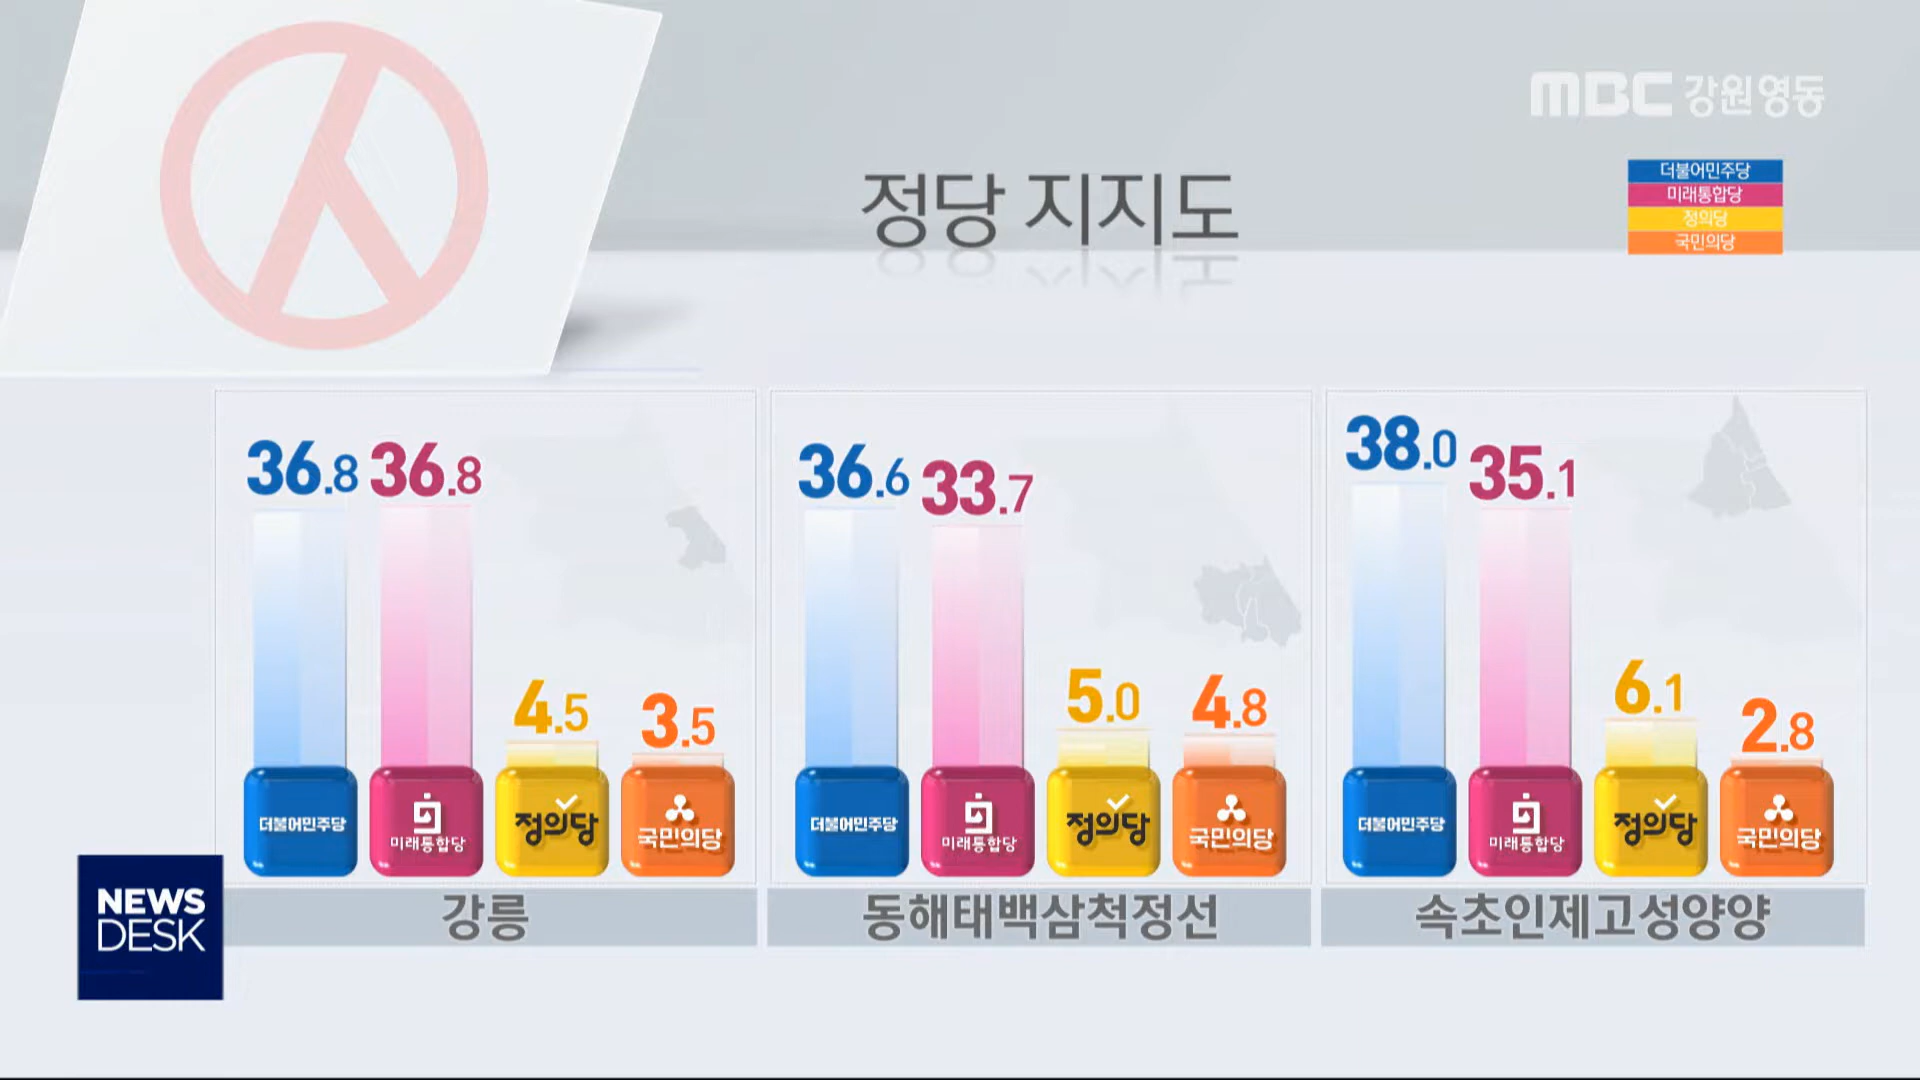 MBC 강원영동
정당 지지도
더불어민주당
미래통합당
정의당
국민의당
36.8 36.8 4.5 3.5
더불어민주당 미래통합당 정의당 국민의당
강릉
36.6 33.7 5.0 4.8
더불어민주당 미래통합당 정의당 국민의당
동해태백삼척정선
38.0 35.1 6.1 2.8
더불어민주당 미래통합당 정의당 국민의당
속초인제고성양양
NEWS
DESK